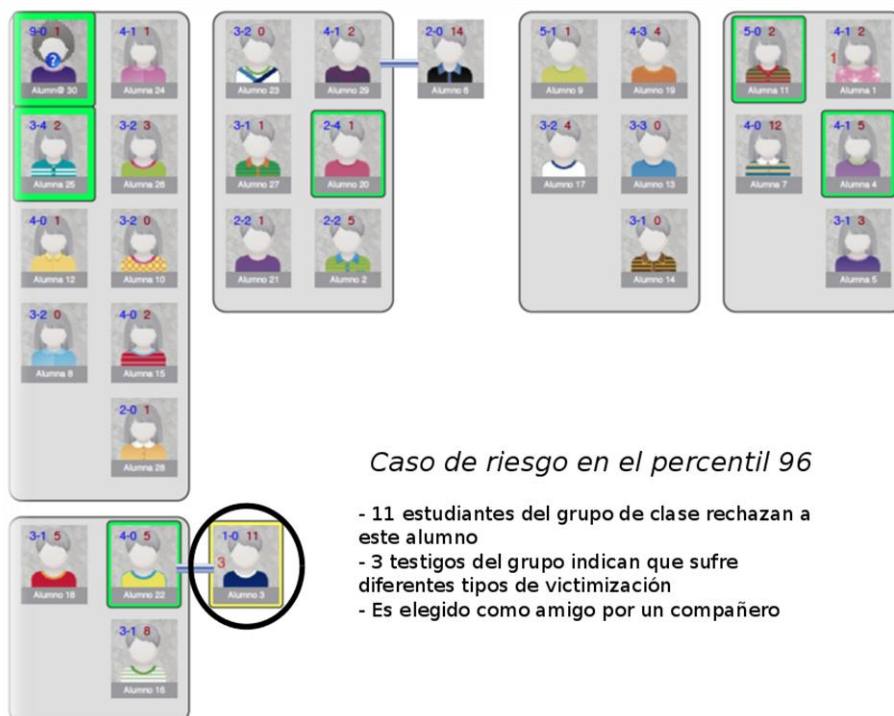 9-0 1 4-1 1
Alumn@ 30 Alumna 24
3-4 2 3-2 3
Alumna 25 Alumna 26
4-0 1 3-2 0
Alumna 12 Alumna 10
3-2 0 4-0 2
Alumna 8 Alumna 15
2-0 1
Alumna 28
3-2 0 4-1 2 2-0 14
Alumno 23 Alumno 29 Alumno 6
3-1 1 2-4 1
Alumno 27 Alumno 20
2-2 1 2-2 5
Alumno 21 Alumno 2
5-1 1 4-3 4
Alumno 9 Alumno 19
3-2 4 3-3 0
Alumno 17 Alumno 13
3-1 0
Alumno 14
5-0 2 4-1 2
1
Alumna 11 Alumna 1
4-0 12 4-1 5
Alumna 7 Alumna 4
3-1 3
Alumna 5
3-1 5 4-0 5 1-0 11
3
Alumno 18 Alumno 22 Alumno 3
3-1 8
Alumno 16
Caso de riesgo en el percentil 96
- 11 estudiantes del grupo de clase rechazan a
este alumno
- 3 testigos del grupo indican que sufre
diferentes tipos de victimización
- Es elegido como amigo por un compañero